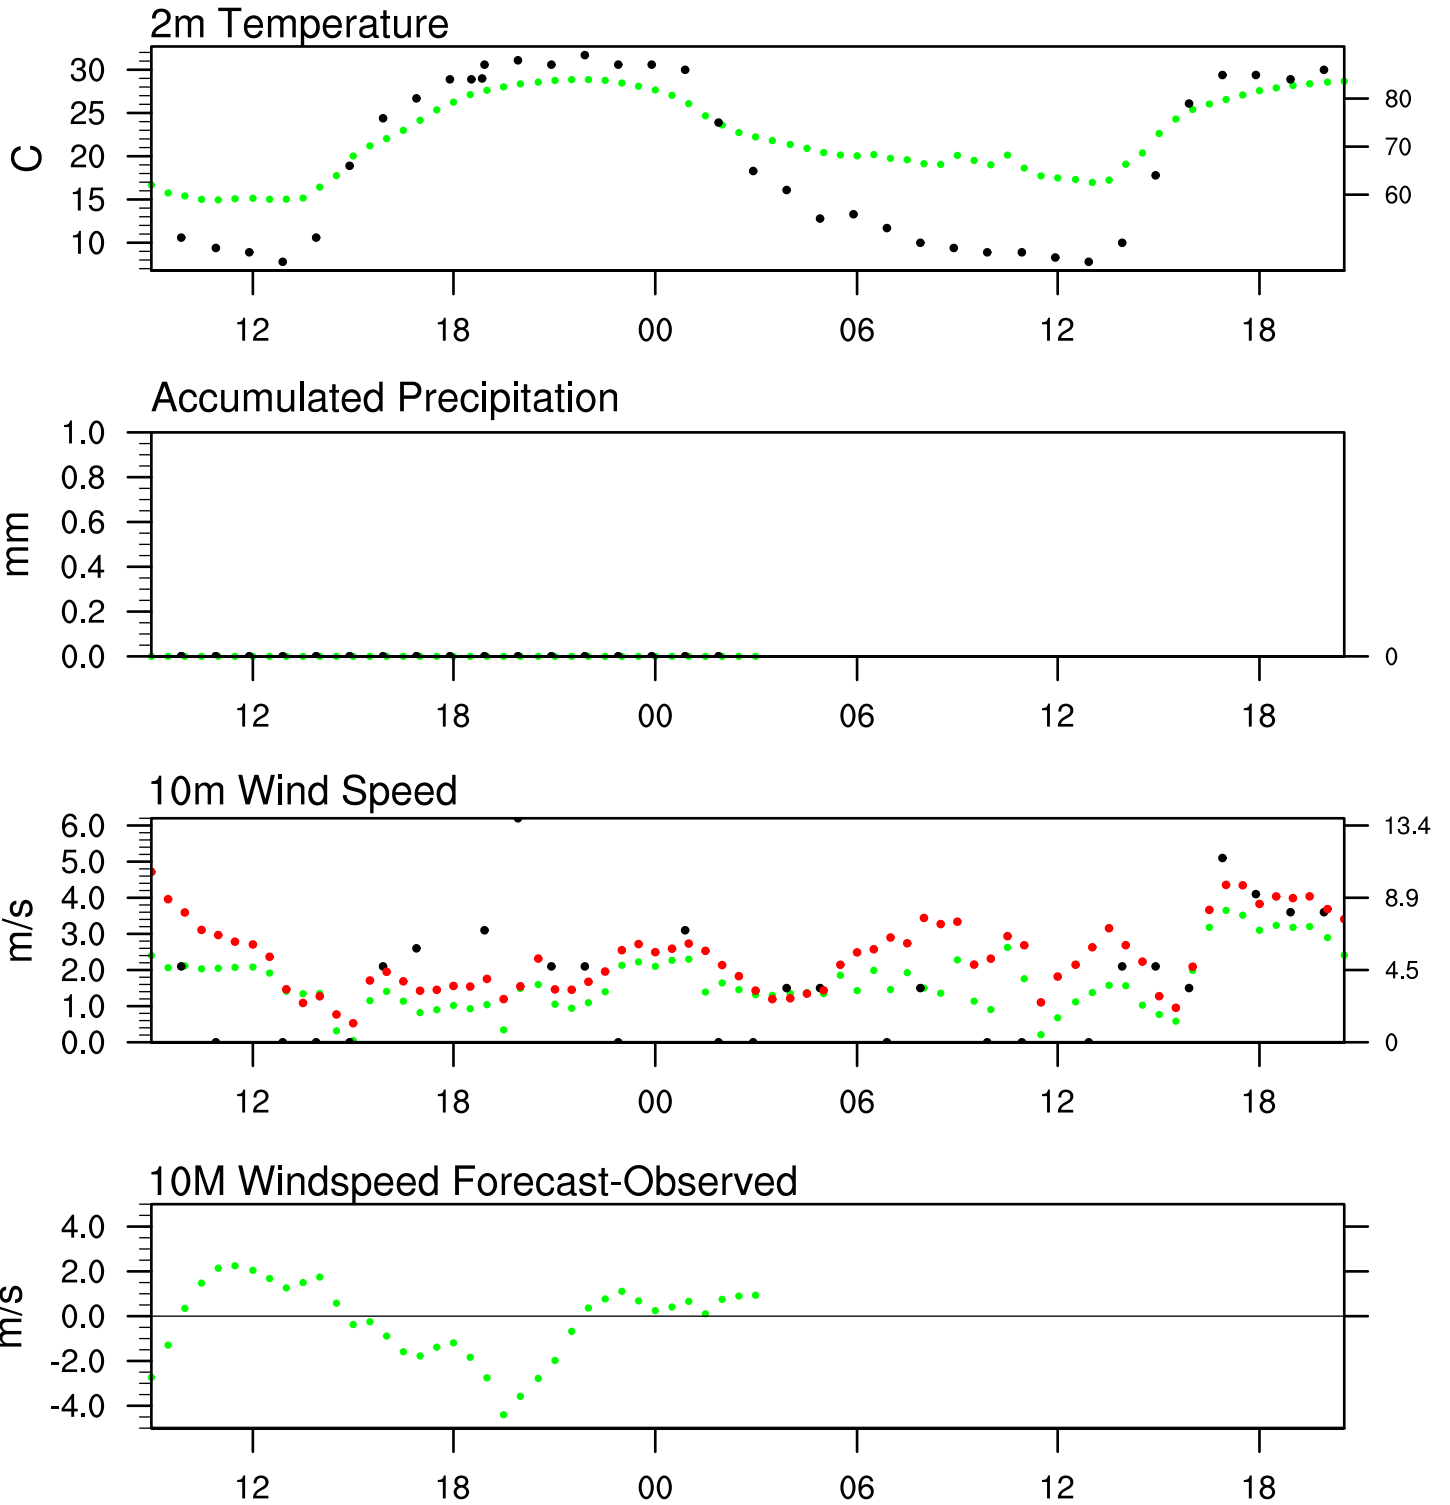 2m Temperature
30
25
20
15
10
C
80
70
60
12 18 00 06 12 18
Accumulated Precipitation
1.0
0.8
0.6
0.4
0.2
0.0
mm
0
12 18 00 06 12 18
10m Wind Speed
6.0
5.0
4.0
3.0
2.0
1.0
0.0
m/s
13.4
8.9
4.5
0
12 18 00 06 12 18
10M Windspeed Forecast-Observed
4.0
2.0
0.0
-2.0
-4.0
m/s
12 18 00 06 12 18